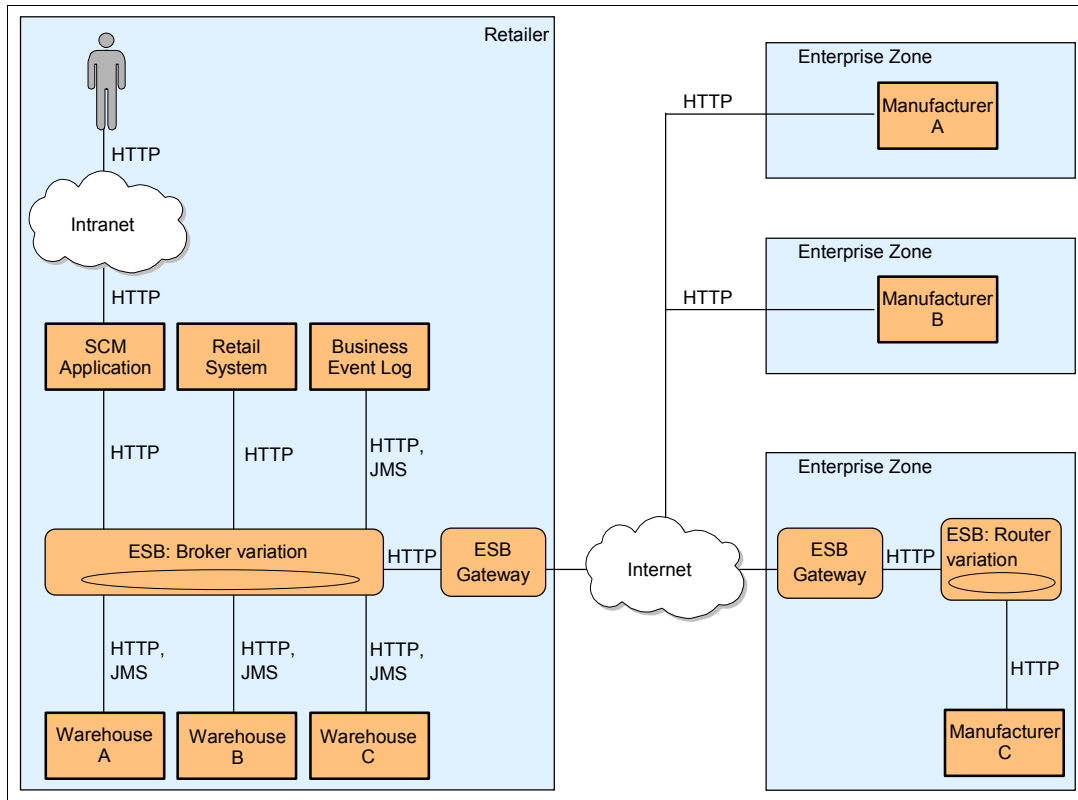 Retailer
HTTP
Intranet
HTTP
SCM
Application
Retail
System
Business
Event Log
HTTP
HTTP
HTTP,
JMS
ESB: Broker variation
HTTP
ESB
Gateway
HTTP,
JMS
HTTP,
JMS
HTTP,
JMS
Warehouse
A
Warehouse
B
Warehouse
C
Internet
Enterprise Zone
HTTP
Manufacturer
A
Enterprise Zone
HTTP
Manufacturer
B
Enterprise Zone
ESB
Gateway
HTTP
ESB: Router
variation
HTTP
Manufacturer
C